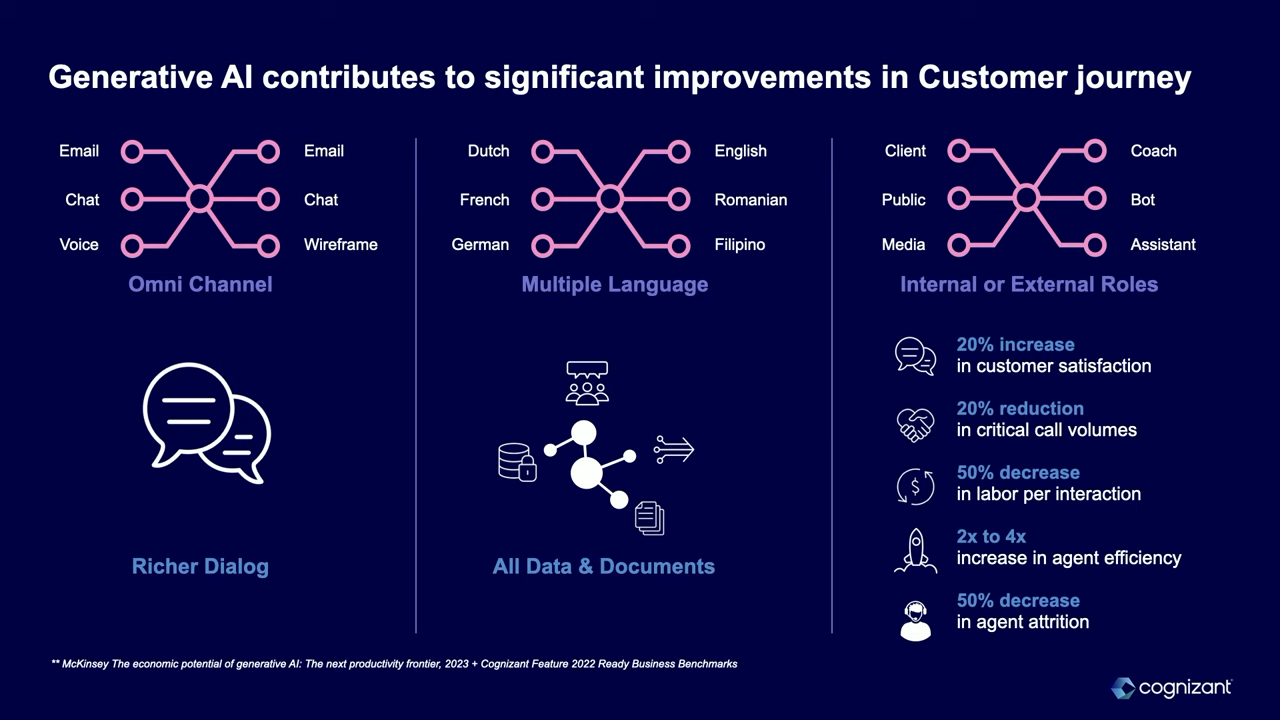 Generative AI contributes to significant improvements in Customer journey
Email
Chat
Voice
Email
Chat
Wireframe
Omni Channel
Dutch
French
German
English
Romanian
Filipino
Multiple Language
Client
Public
Media
Coach
Bot
Assistant
Internal or External Roles
Richer Dialog
All Data & Documents
20% increase
in customer satisfaction
20% reduction
in critical call volumes
$
50% decrease
in labor per interaction
2x to 4x
increase in agent efficiency
50% decrease
in agent attrition
** McKinsey The economic potential of generative AI: The next productivity frontier, 2023 + Cognizant Feature 2022 Ready Business Benchmarks
cognizant